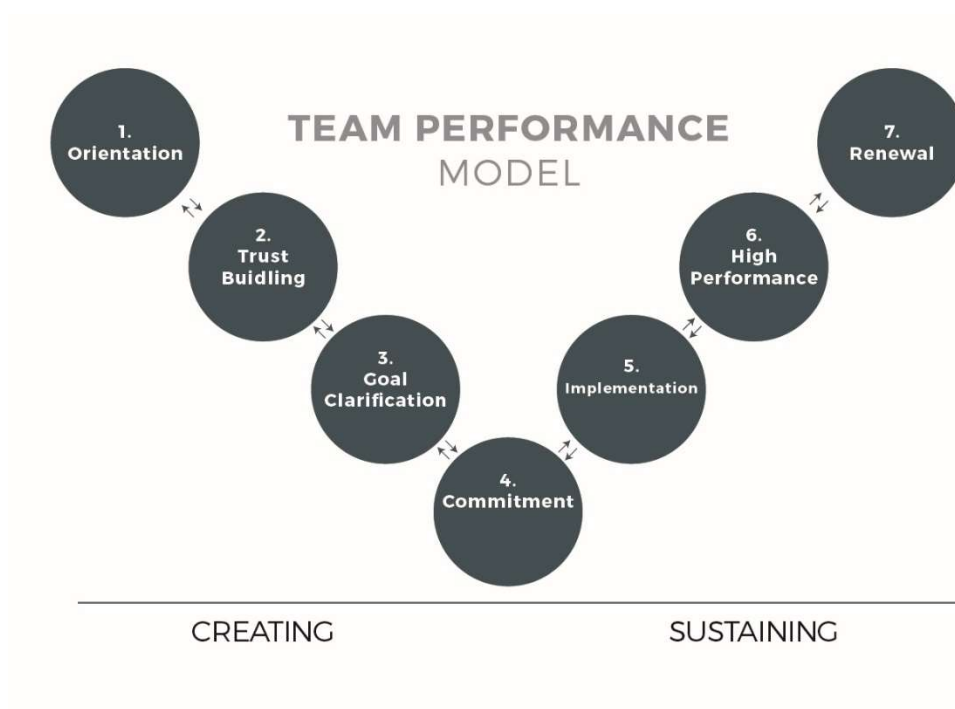 TEAM PERFORMANCE
MODEL
1.
Orientation
2.
Trust
Buidling
3.
Goal
Clarification
4.
Commitment
5.
Implementation
6.
High
Performance
7.
Renewal
CREATING
SUSTAINING